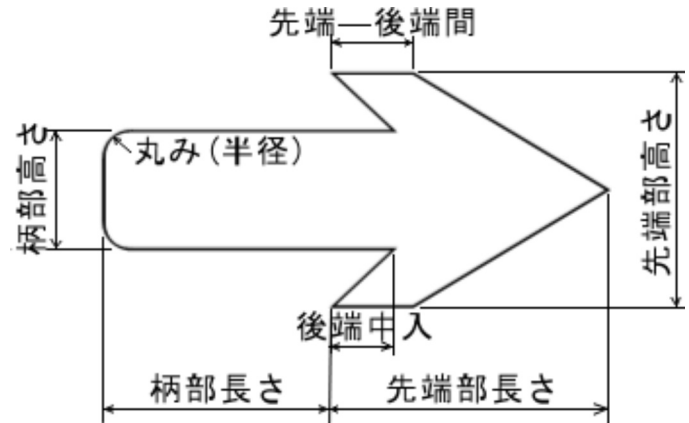 先端—後端間
丸み(半径)
柄部高さ
先端部高さ
後端中入
柄部長さ
先端部長さ